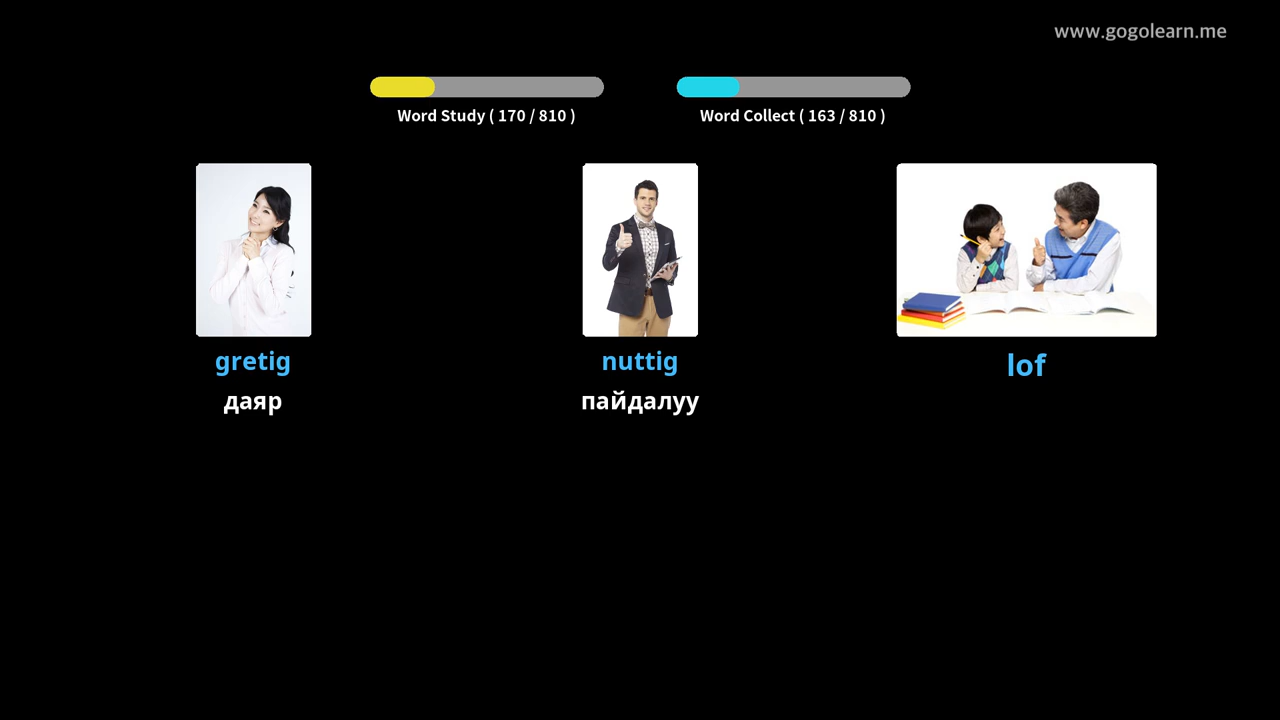 www.gogolearn.me
Word Study ( 170 / 810 )
Word Collect ( 163 / 810 )
gretig
даяр
nuttig
пайдалуу
lof